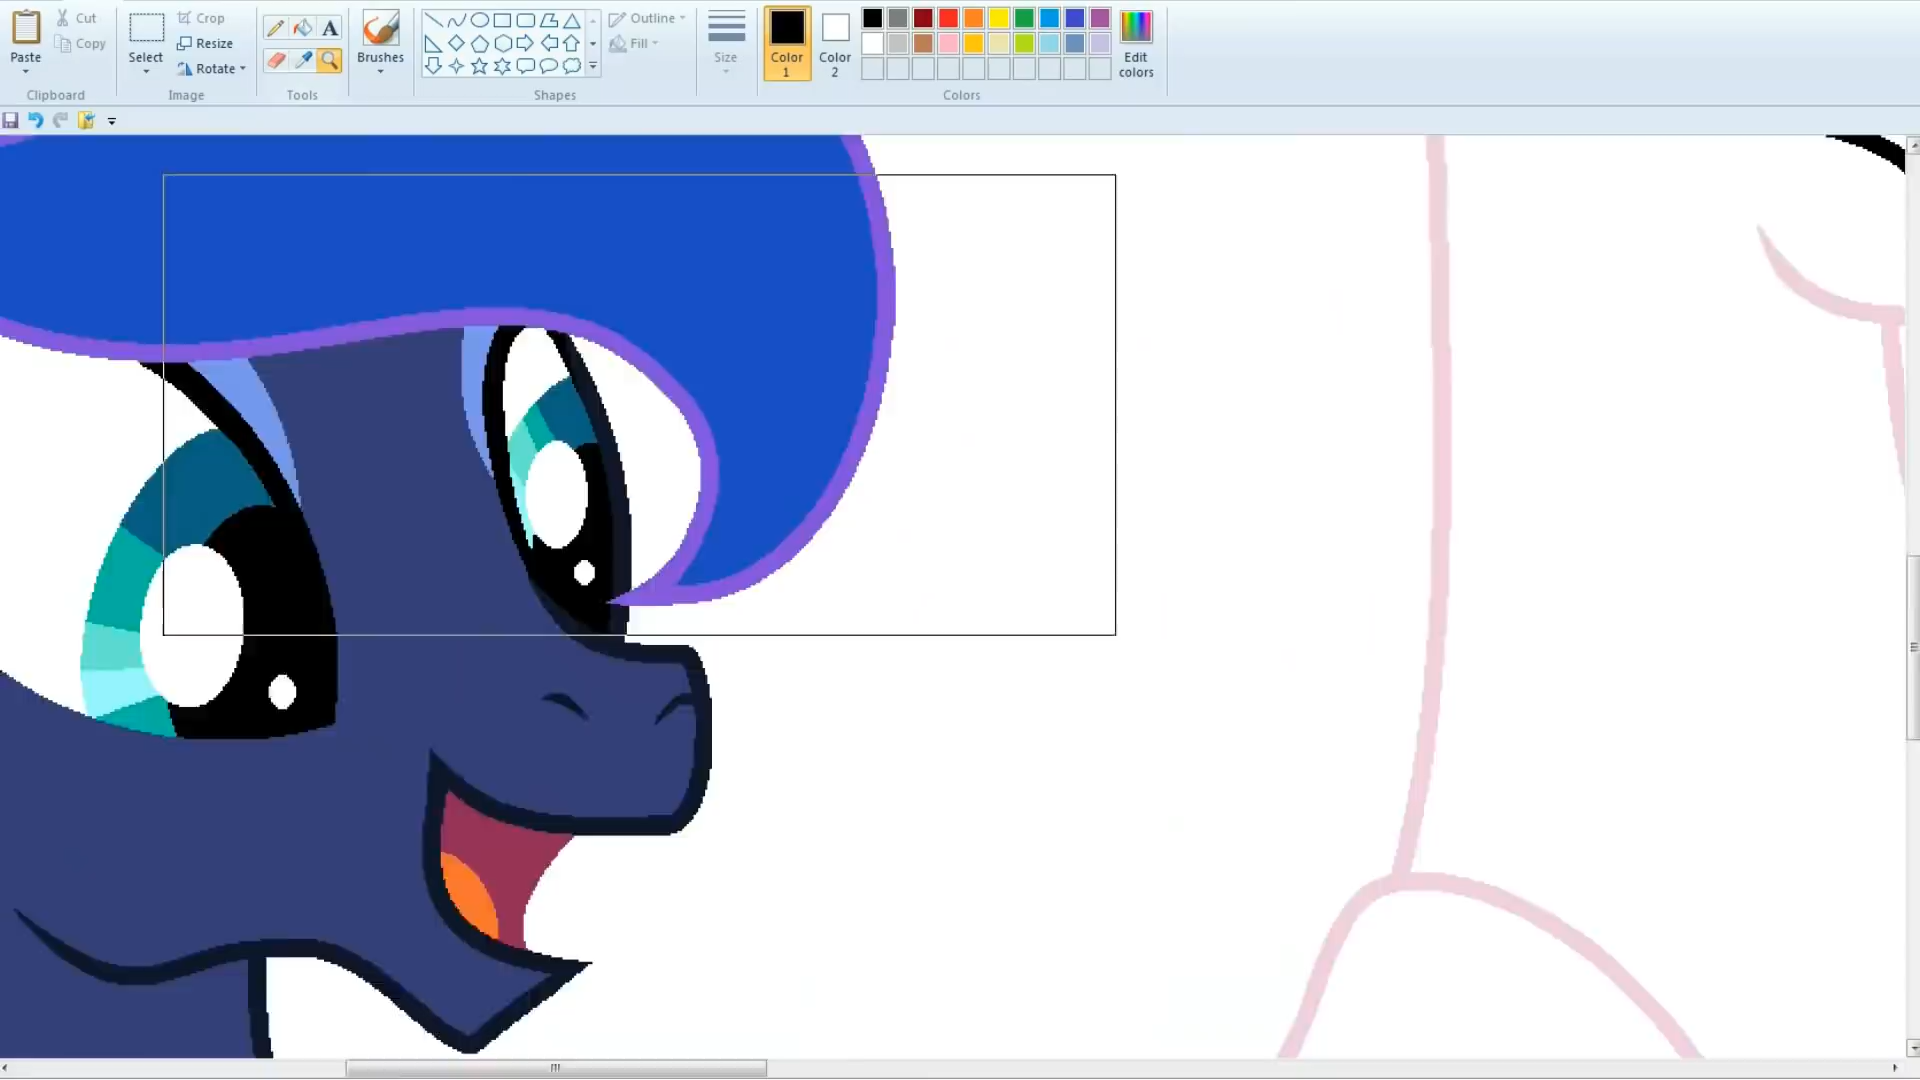 Paste
Cut
Copy
Clipboard
Select
Crop
Resize
Rotate
Image
A
Tools
Brushes
Outline
Fill
Shapes
Size
Color
1
Color
2
Edit
colors
Colors